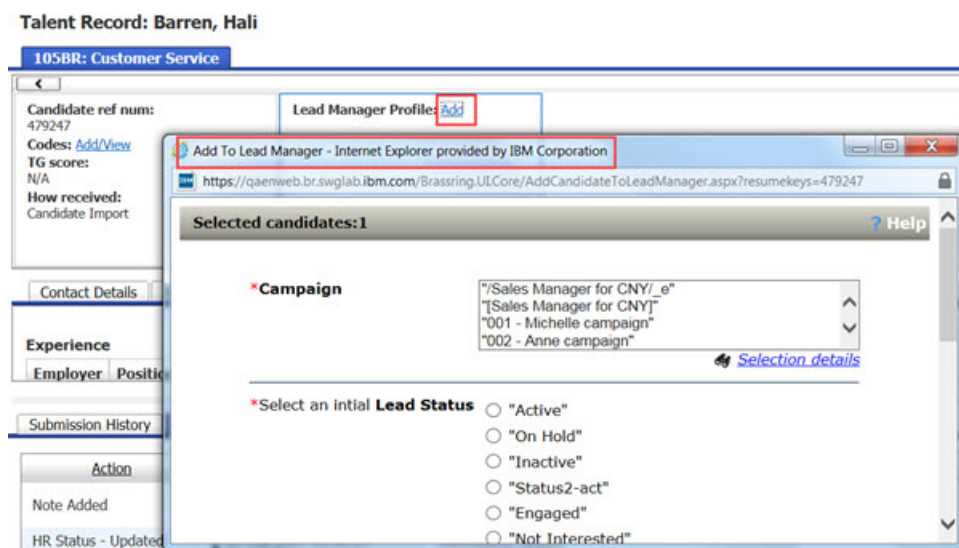 Talent Record: Barren, Hali
105BR: Customer Service
Candidate ref num:
479247
Codes: Add/View
TG score:
N/A
How received:
Candidate Import
Lead Manager Profile: Add
Add To Lead Manager - Internet Explorer provided by IBM Corporation
https://qaenweb.br.swglab.ibm.com/Brassring.UI.Core/AddCandidateToLeadManager.aspx?resumekeys=479247
Selected candidates:1
? Help
*Campaign
"/Sales Manager for CNY/_e"
"[Sales Manager for CNY]"
"001 - Michelle campaign"
"002 - Anne campaign"
Selection details
*Select an intial Lead Status
"Active"
"On Hold"
"Inactive"
"Status2-act"
"Engaged"
"Not Interested"
Contact Details
Experience
Employer
Submission History
Action
Note Added
HR Status - Updated